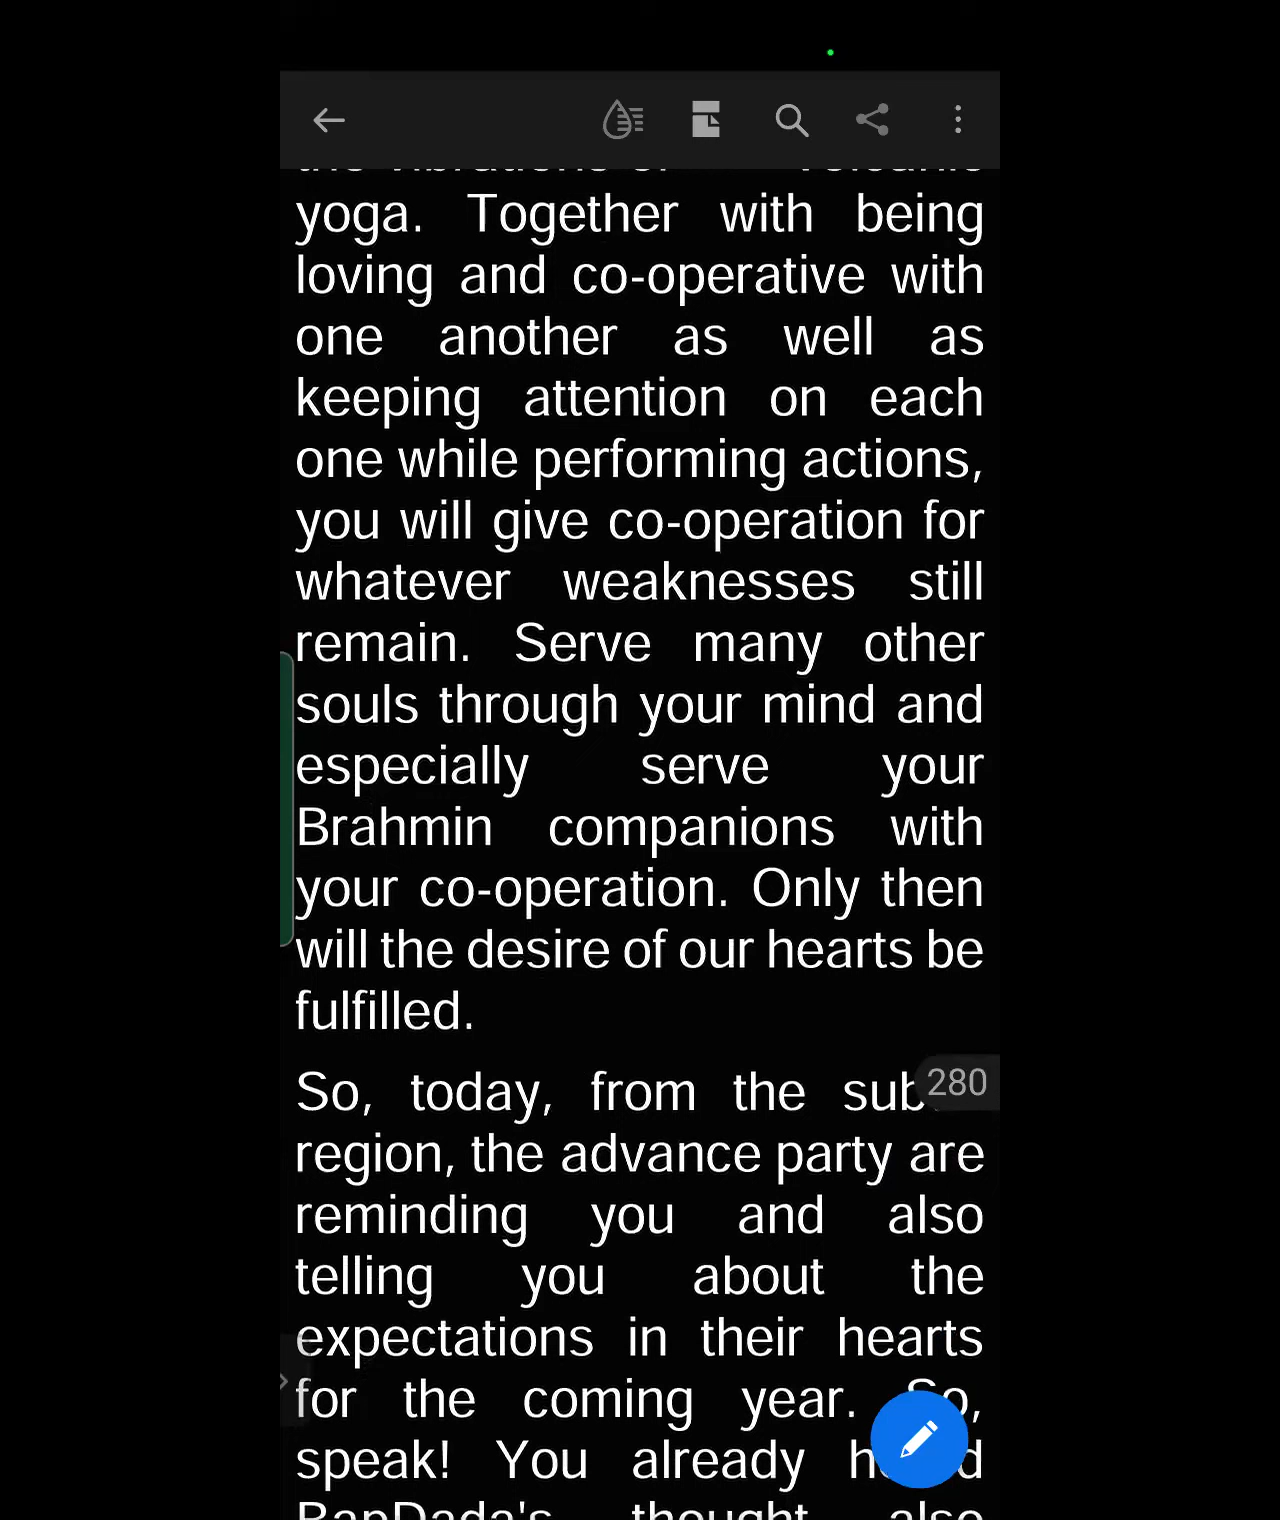 yoga. Together with being
loving and co-operative with
one another as well as
keeping attention on each
one while performing actions,
you will give co-operation for
whatever weaknesses still
remain. Serve many other
souls through your mind and
especially serve your
Brahmin companions with
your co-operation. Only then
will the desire of our hearts be
fulfilled.
So, today, from the
280
region, the advance party are
reminding you and also
telling you about the
expectations in their hearts
for the coming year. So,
speak! You already
BapDada's thought also